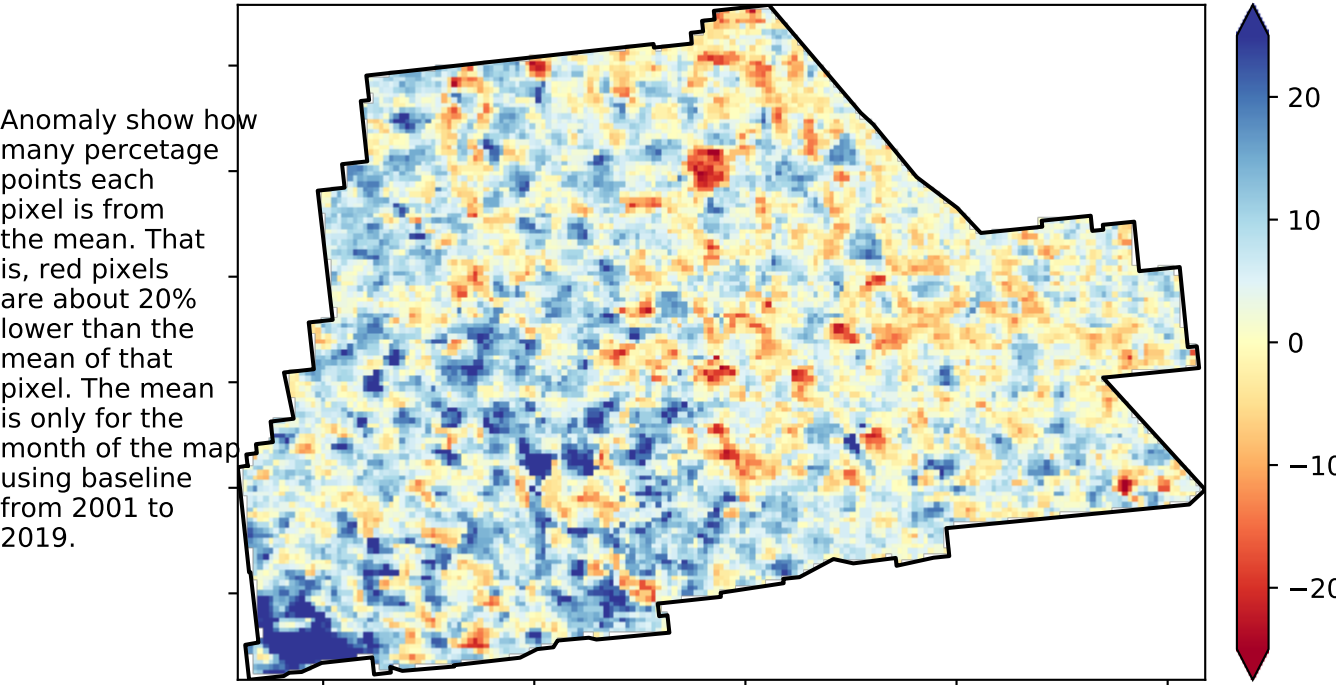 Anomaly show how
many percetage
points each
pixel is from
the mean. That
is, red pixels
are about 20%
lower than the
mean of that
pixel. The mean
is only for the
month of the map
using baseline
from 2001 to
2019.
20
10
0
−10
−20